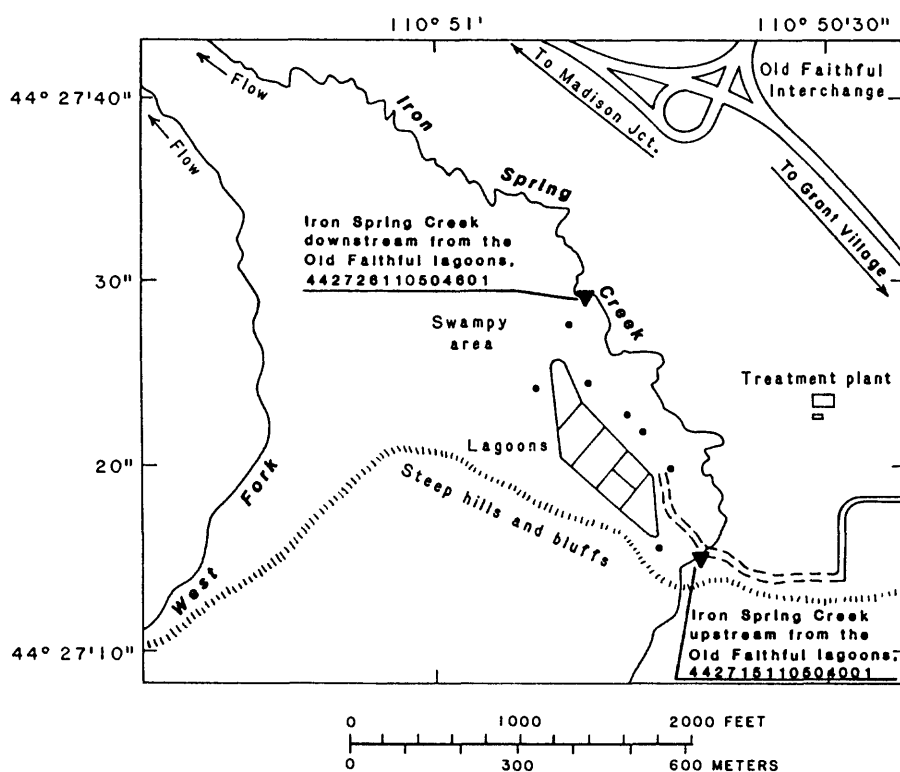 110° 51'
110° 50'30"
44° 27'40"
Flow
Flow
Iron
Spring
Creek
To Madison Jct.
Old Faithful
Interchange
To Grant Village
Iron Spring Creek
downstream from the
Old Faithful lagoons,
442728110504601
30"
Swampy
area
Treatment plant
Lagoons
20"
Steep hills and bluffs
West
Fork
44° 27'10"
Iron Spring Creek
upstream from the
Old Faithful lagoons,
442715110504001
0 1000 2000 FEET
0 300 600 METERS